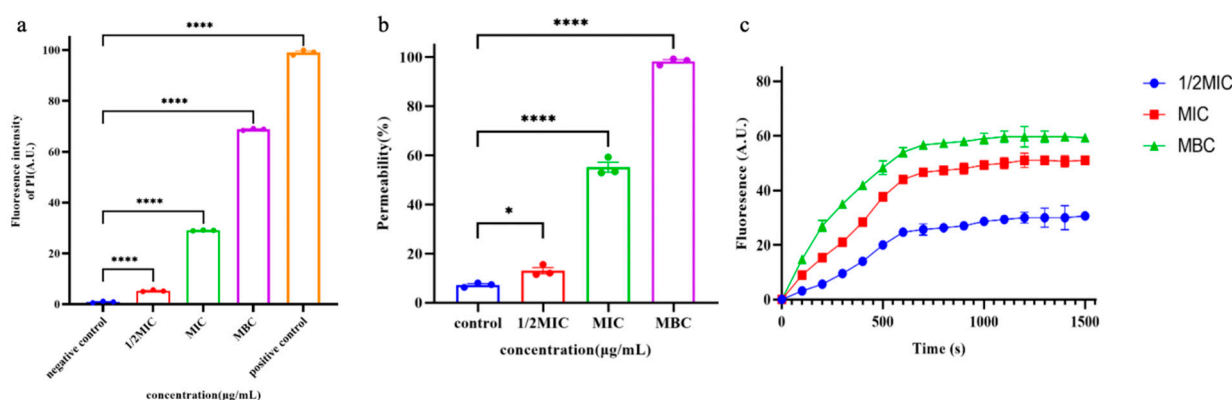 a
Fluoresence intensity
of PI(A.U.)
100
80
60
40
20
0
****
****
****
****
negative control
1/2MIC
MIC
MBC
positive control
concentration(μg/mL)
b
Permeability(%)
100
80
60
40
20
0
****
****
*
control
1/2MIC
MIC
MBC
concentration(μg/mL)
c
Fluoresence (A.U.)
80
60
40
20
0
0
500
1000
1500
Time (s)
1/2MIC
MIC
MBC